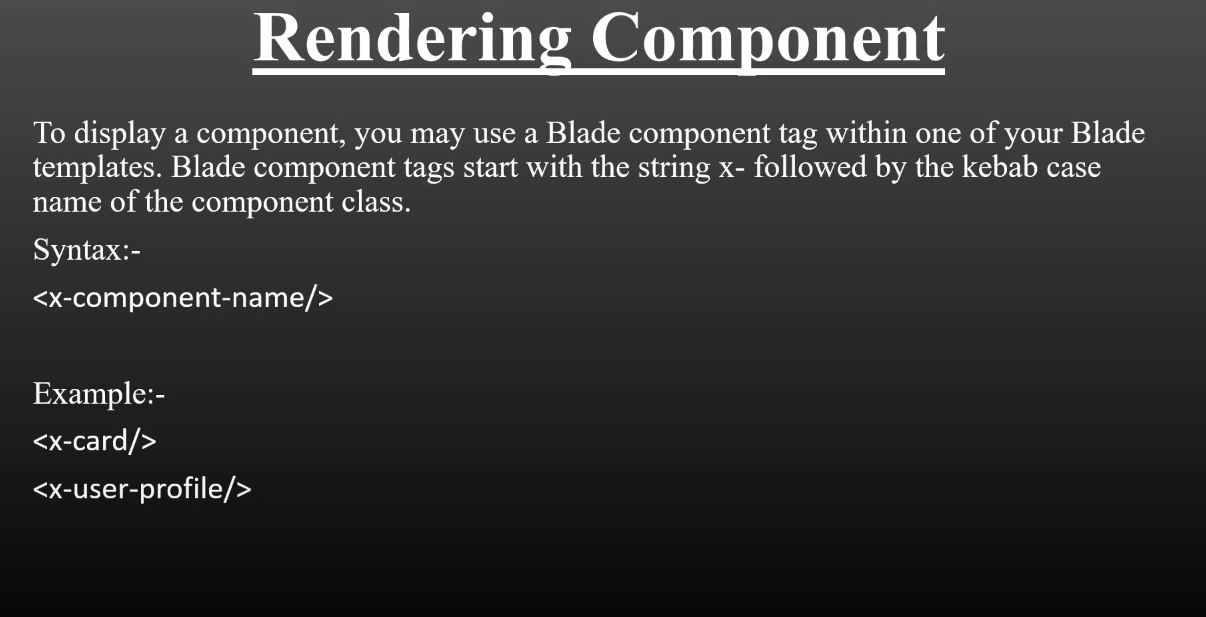 Rendering Component
To display a component, you may use a Blade component tag within one of your Blade
templates. Blade component tags start with the string x- followed by the kebab case
name of the component class.
Syntax:-
<x-component-name/>
Example:-
<x-card/>
<x-user-profile/>